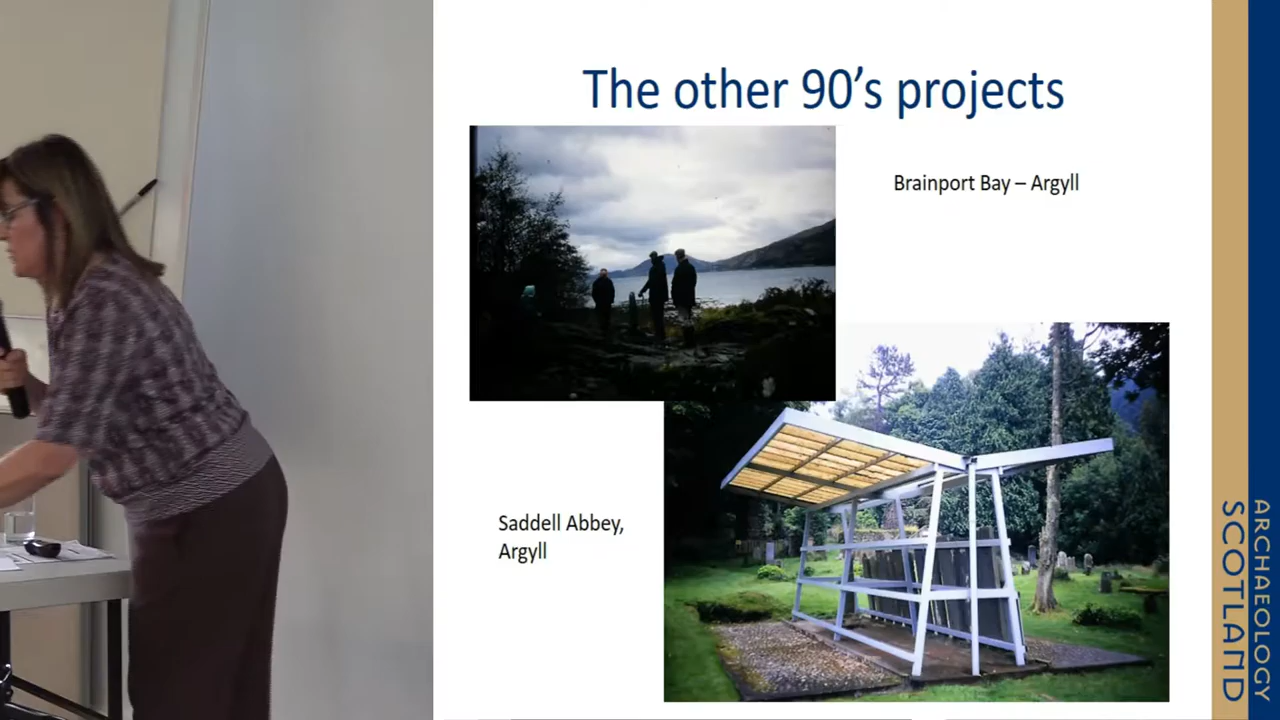 The other 90's projects
Brainport Bay – Argyll
Saddell Abbey,
Argyll
ARCHAEOLOGY
SCOTLAND